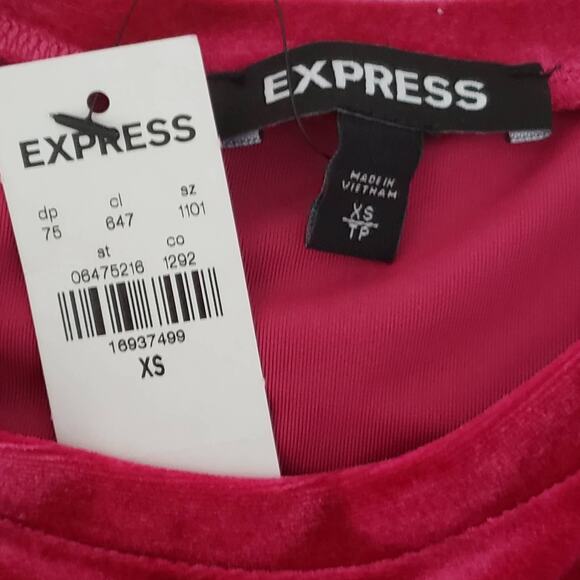 EXPRESS
dp cl sz
75 647 1101
st co
06475216 1292
16937499
XS
EXPRESS
MADE IN
VIETNAM
XS
TP